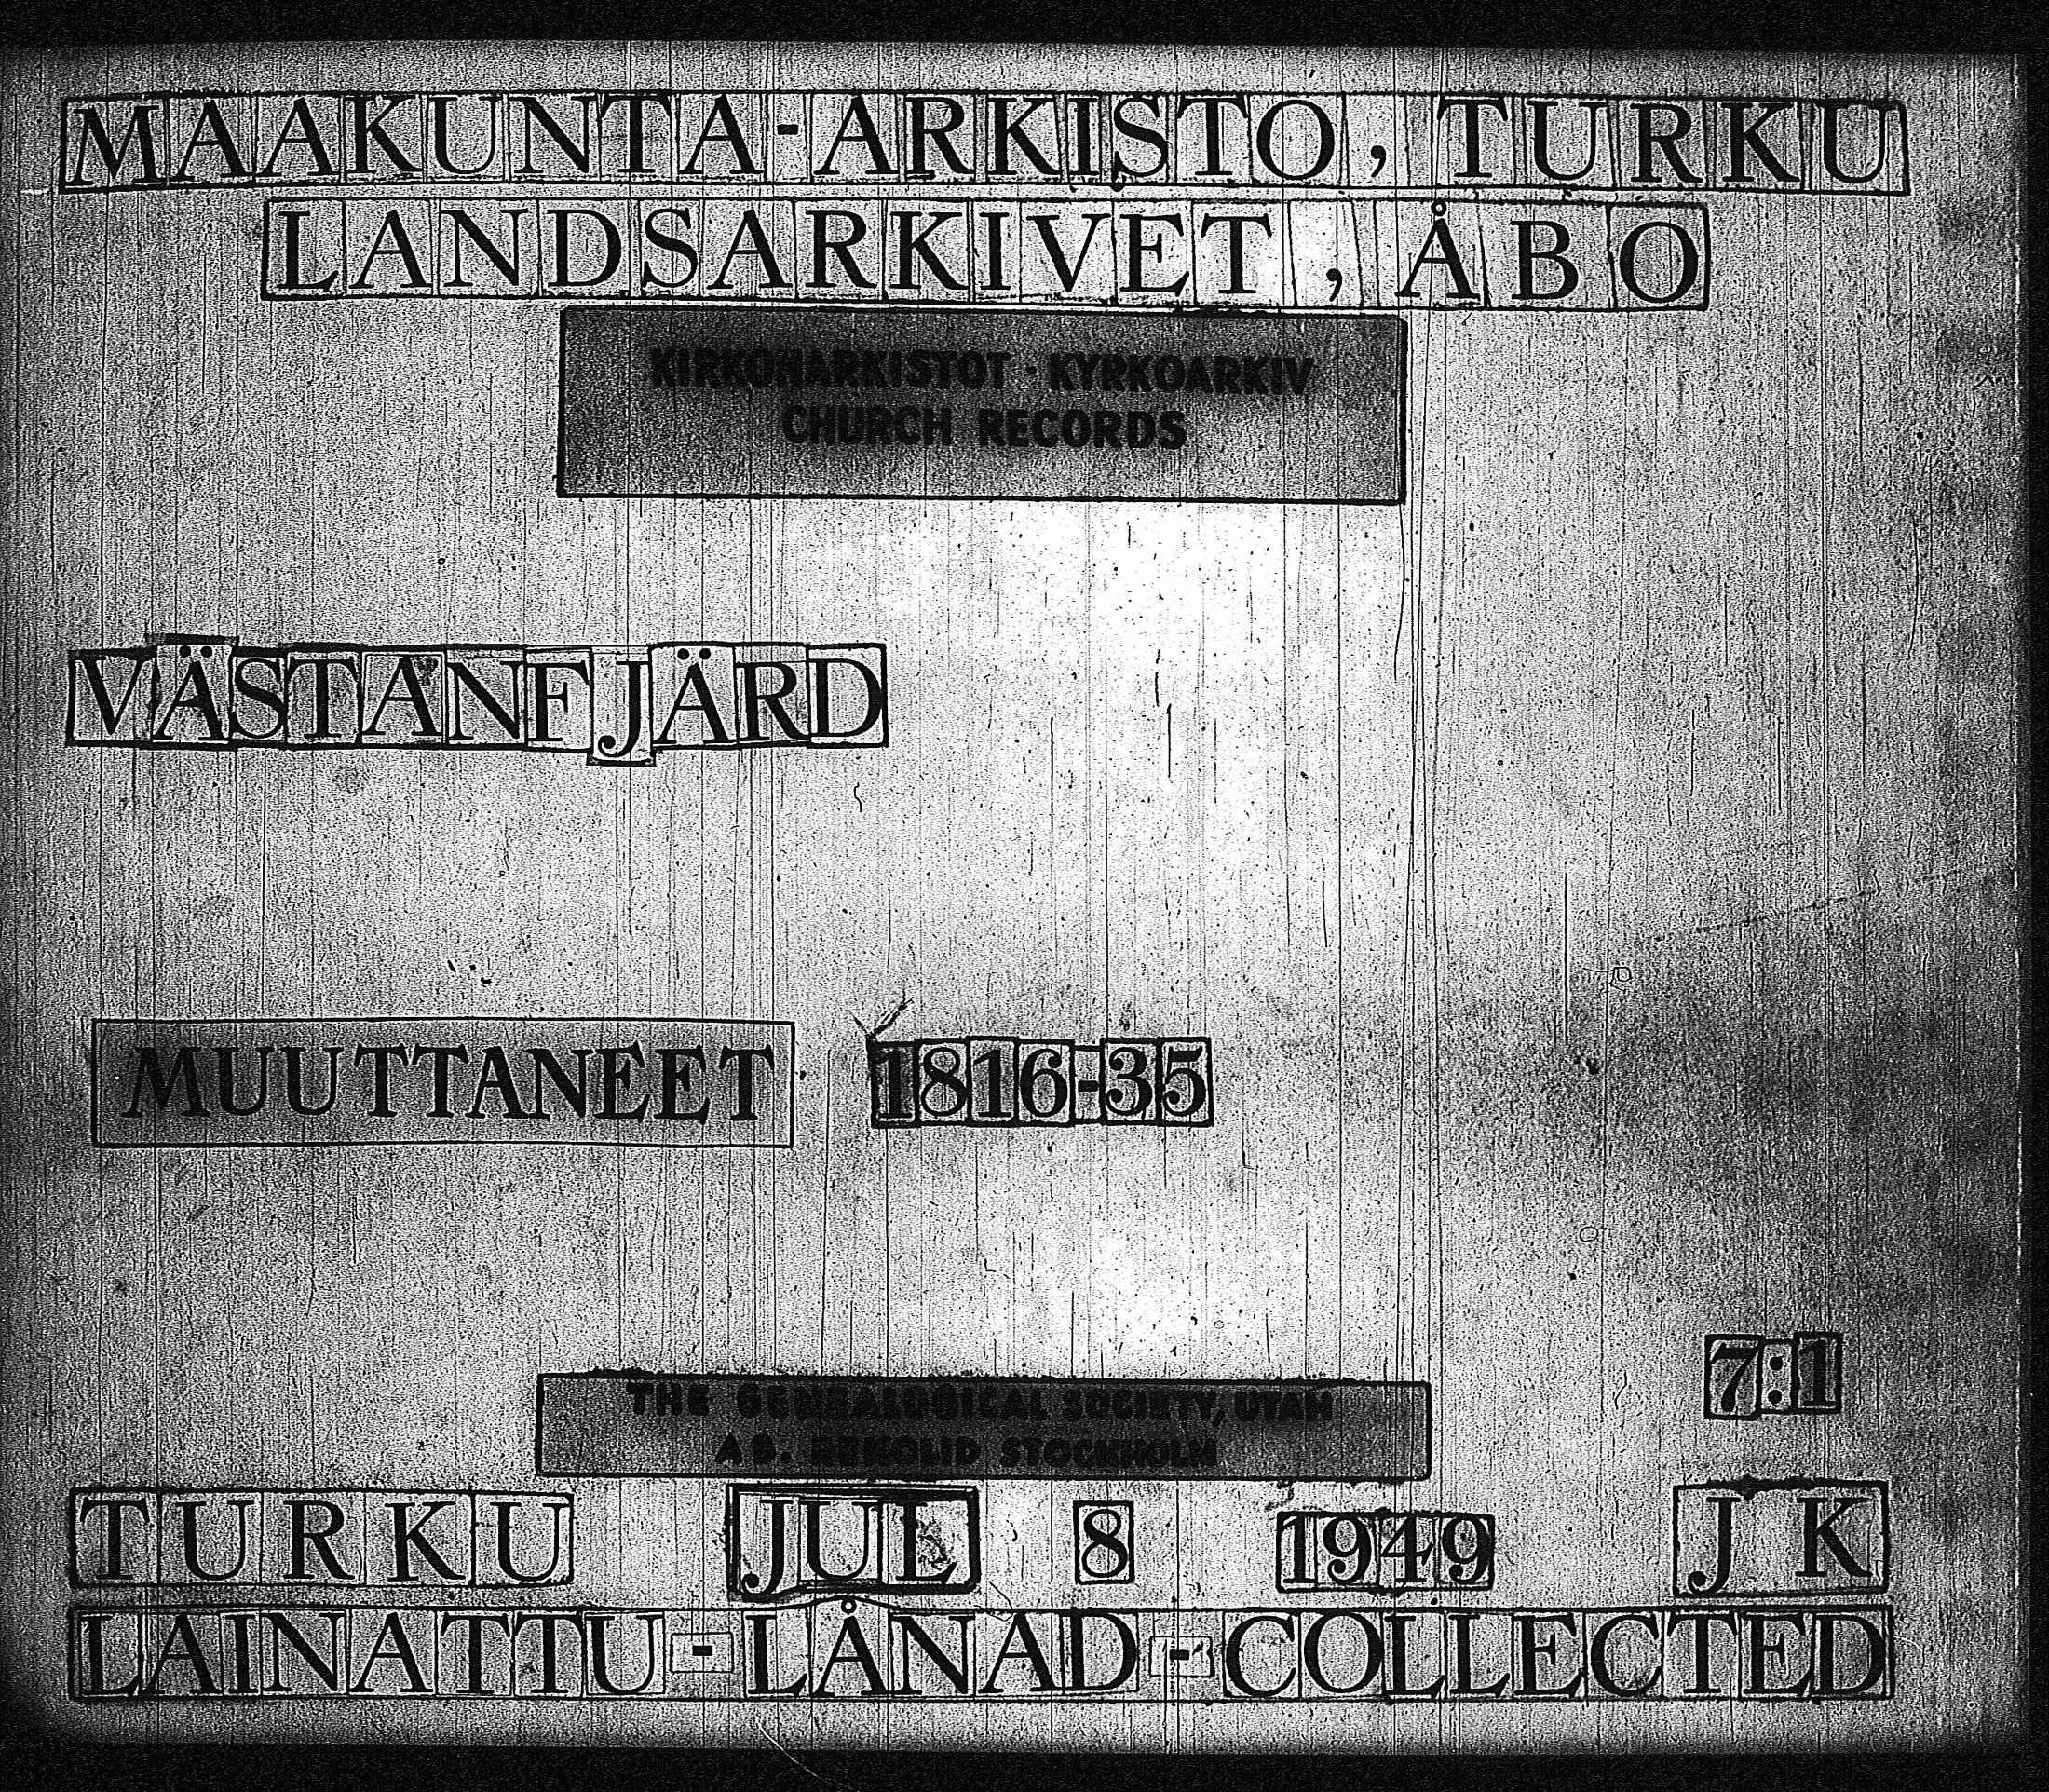 MAAKUNTA-ARKISTO, TURKU
LANDSARKIVET, ÅBO
KIRKONARKISTOT · KYRKOARKIV
CHURCH RECORDS
VÄSTANFJÄRD
MUUTTANEET 1816-35
7:1
THE GENEALOGICAL SOCIETY, UTAH
AB. REKOLID STOCKHOLM
TURKU JUL 8 1949 J K
LAINATTU-LÅNAD-COLLECTED